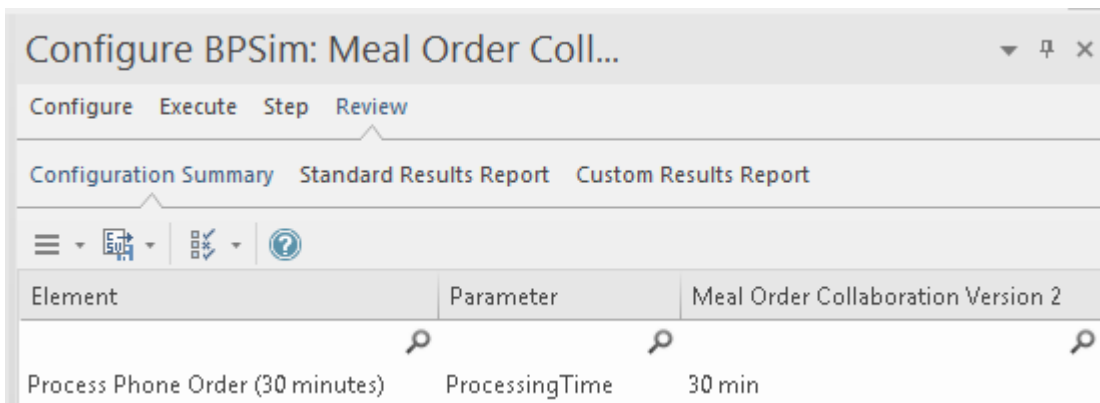 Configure BPSim: Meal Order Coll...
Configure Execute Step Review
Configuration Summary Standard Results Report Custom Results Report
Element Parameter Meal Order Collaboration Version 2
Process Phone Order (30 minutes) ProcessingTime 30 min